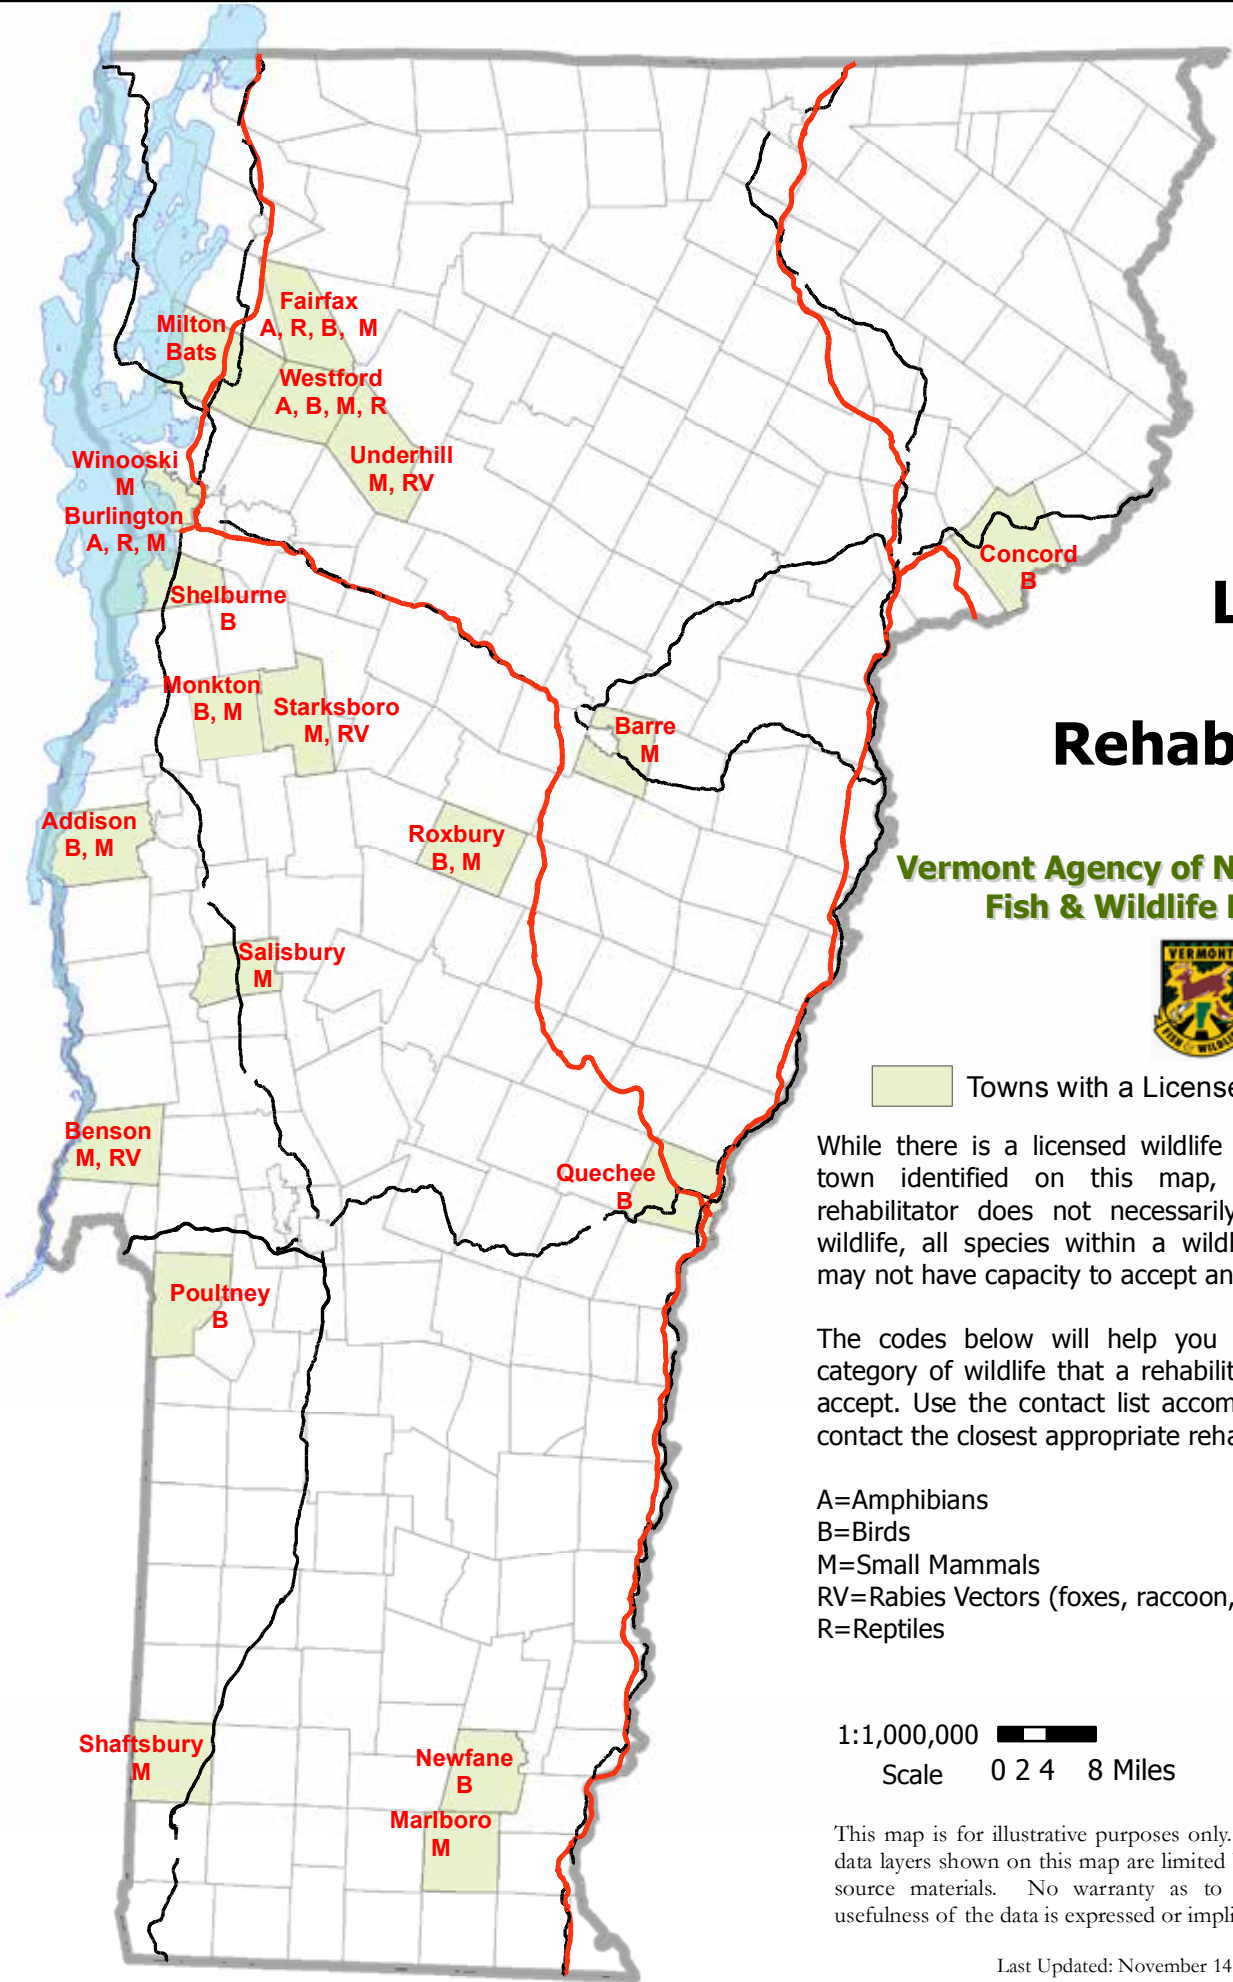 Fairfax
A, R, B, M
Milton
Bats
Westford
A, B, M, R
Underhill
M, RV
Winooski
M
Burlington
A, R, M
Concord
B
Shelburne
B
Monkton
B, M
Starksboro
M, RV
Barre
M
Addison
B, M
Roxbury
B, M
Salisbury
M
Benson
M, RV
Quechee
B
Poultney
B
Shaftsbury
M
Newfane
B
Marlboro
M
L
Rehab
Vermont Agency of N
Fish & Wildlife
VERMONT
FISH & WILDLI
Towns with a License
While there is a licensed wildlife
town identified on this map,
rehabilitator does not necessarily
wildlife, all species within a wildl
may not have capacity to accept an
The codes below will help you
category of wildlife that a rehabilit
accept. Use the contact list accom
contact the closest appropriate reha
A=Amphibians
B=Birds
M=Small Mammals
RV=Rabies Vectors (foxes, raccoon,
R=Reptiles
1:1,000,000
Scale 0 2 4 8 Miles
This map is for illustrative purposes only.
data layers shown on this map are limited
source materials. No warranty as to
usefulness of the data is expressed or impli
Last Updated: November 14